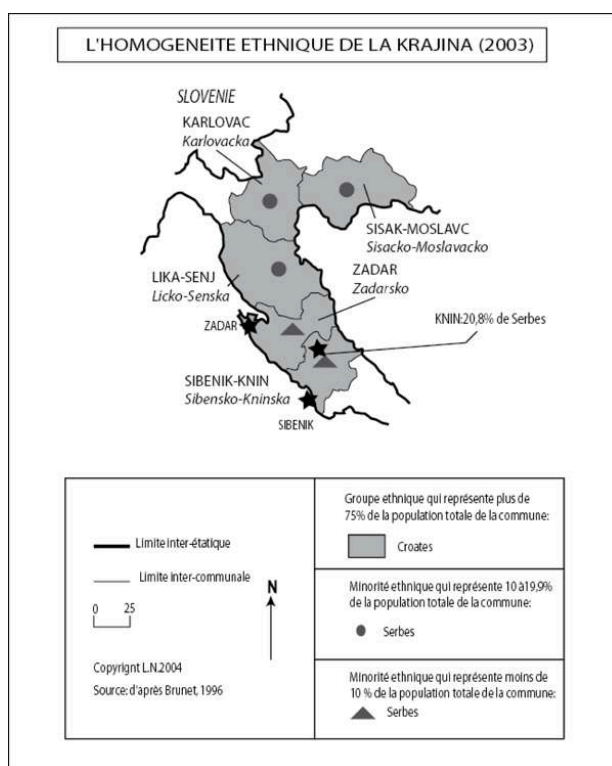 L'HOMOGENEITE ETHNIQUE DE LA KRAJINA (2003)
SLOVENIE
KARLOVAC
Karlovacka
SISAK-MOSLAVC
Sisacko-Moslavacko
LIKA-SENJ
Licko-Senska
ZADAR
Zadarsko
ZADAR
KNIN:20,8% de Serbes
SIBENIK-KNIN
Sibensko-Kninska
SIBENIK
Limite inter-étatique
Limite inter-communale
0 25
N
Copyrignt L.N.2004
Source: d'après Brunet, 1996
Groupe ethnique qui représente plus de
75% de la population totale de la commune:
Croates
Minorité ethnique qui représente 10 à19,9%
de la population totale de la commune:
Serbes
Minorité ethnique qui représente moins de
10 % de la population totale de la commune:
Serbes